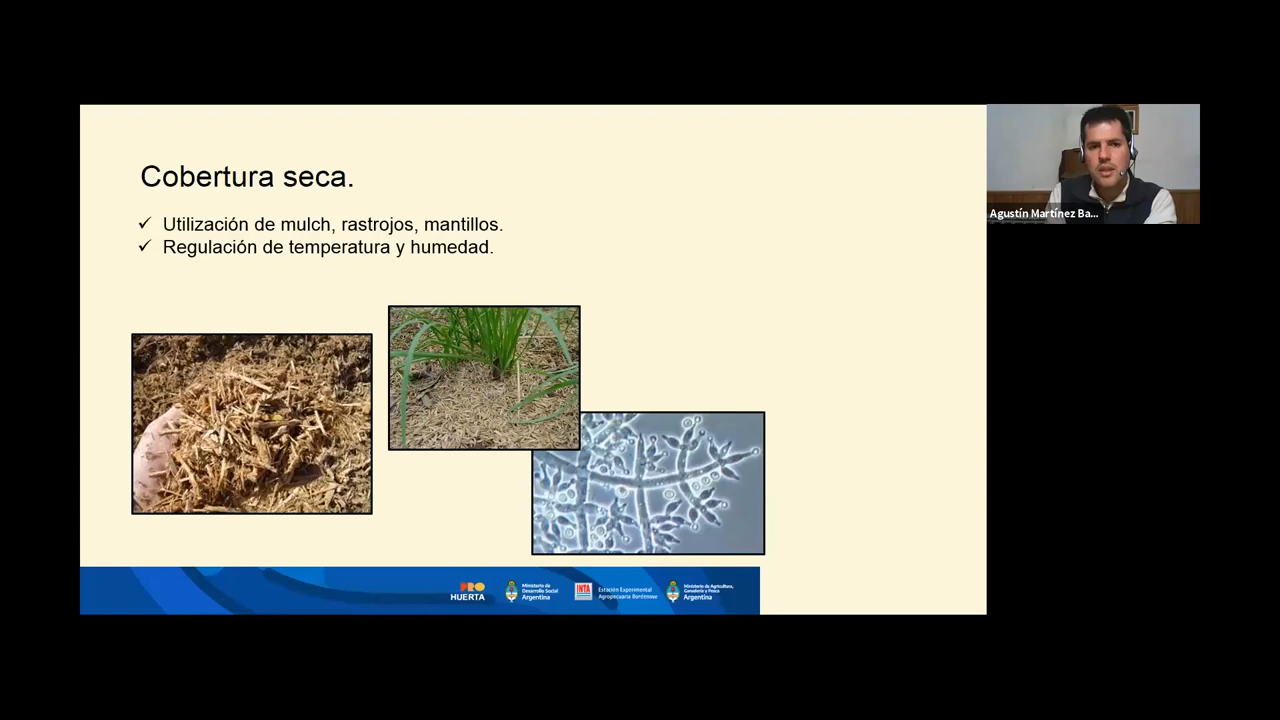 Cobertura seca.
✓ Utilización de mulch, rastrojos, mantillos.
✓ Regulación de temperatura y humedad.
Agustín Martínez Ba...
PRO
HUERTA
Ministerio de
Desarrollo Social
Argentina
INTA
Estación Experimental
Agropecuaria Bordenave
Ministerio de Agricultura,
Ganadería y Pesca
Argentina